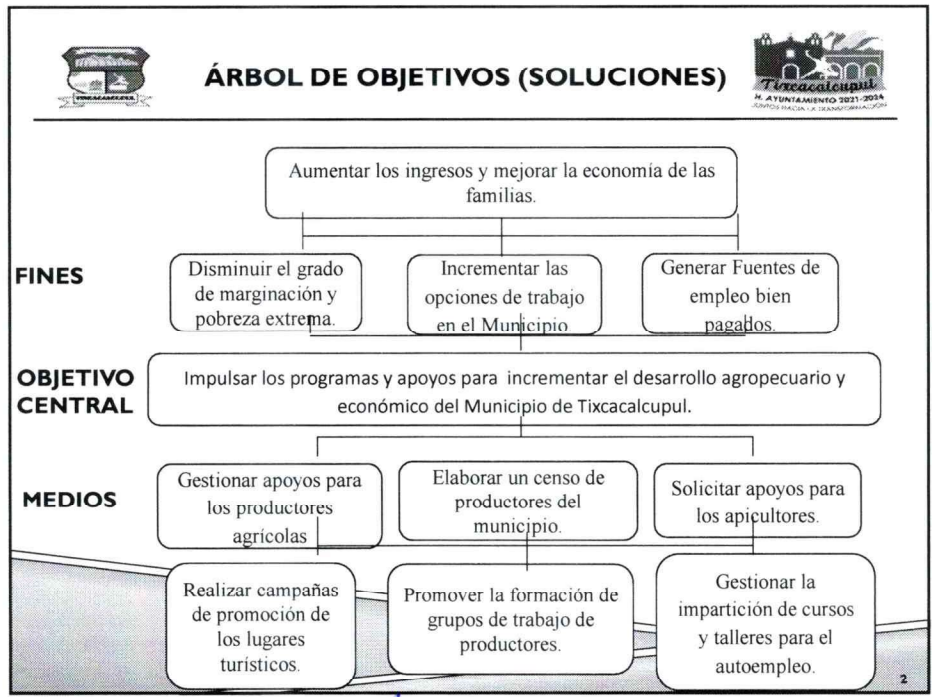 TIXCACALCUPUL
ÁRBOL DE OBJETIVOS (SOLUCIONES)
Tixcacalcupul
H. AYUNTAMIENTO 2021-2024
JUNTOS HACIA LA TRANSFORMACIÓN
Aumentar los ingresos y mejorar la economía de las
familias.
FINES
Disminuir el grado
de marginación y
pobreza extrema.
Incrementar las
opciones de trabajo
en el Municipio
Generar Fuentes de
empleo bien
pagados.
OBJETIVO
CENTRAL
Impulsar los programas y apoyos para incrementar el desarrollo agropecuario y
económico del Municipio de Tixcacalcupul.
MEDIOS
Gestionar apoyos para
los productores
agrícolas
Elaborar un censo de
productores del
municipio.
Solicitar apoyos para
los apicultores.
Realizar campañas
de promoción de
los lugares
turísticos.
Promover la formación de
grupos de trabajo de
productores.
Gestionar la
impartición de cursos
y talleres para el
autoempleo.
2